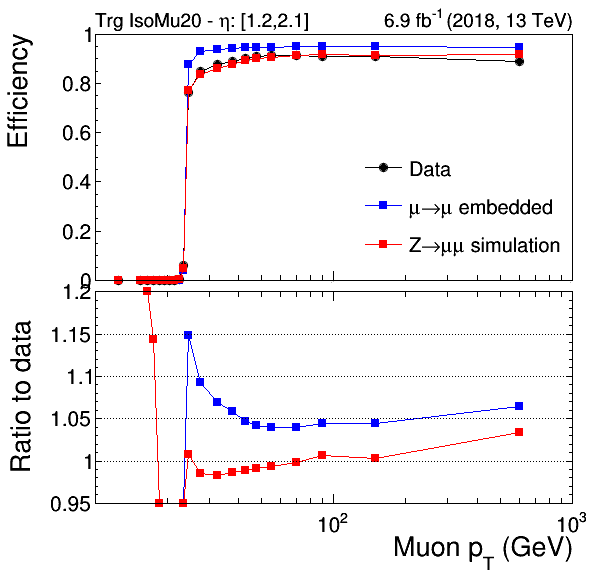 Trg IsoMu20 - η: [1.2,2.1] 6.9 fb⁻¹ (2018, 13 TeV)
Efficiency
1
0.8
0.6
0.4
0.2
0
Data
μ→μ embedded
Z→μμ simulation
Ratio to data
1.2
1.15
1.1
1.05
1
0.95
10² 10³
Muon p_T (GeV)